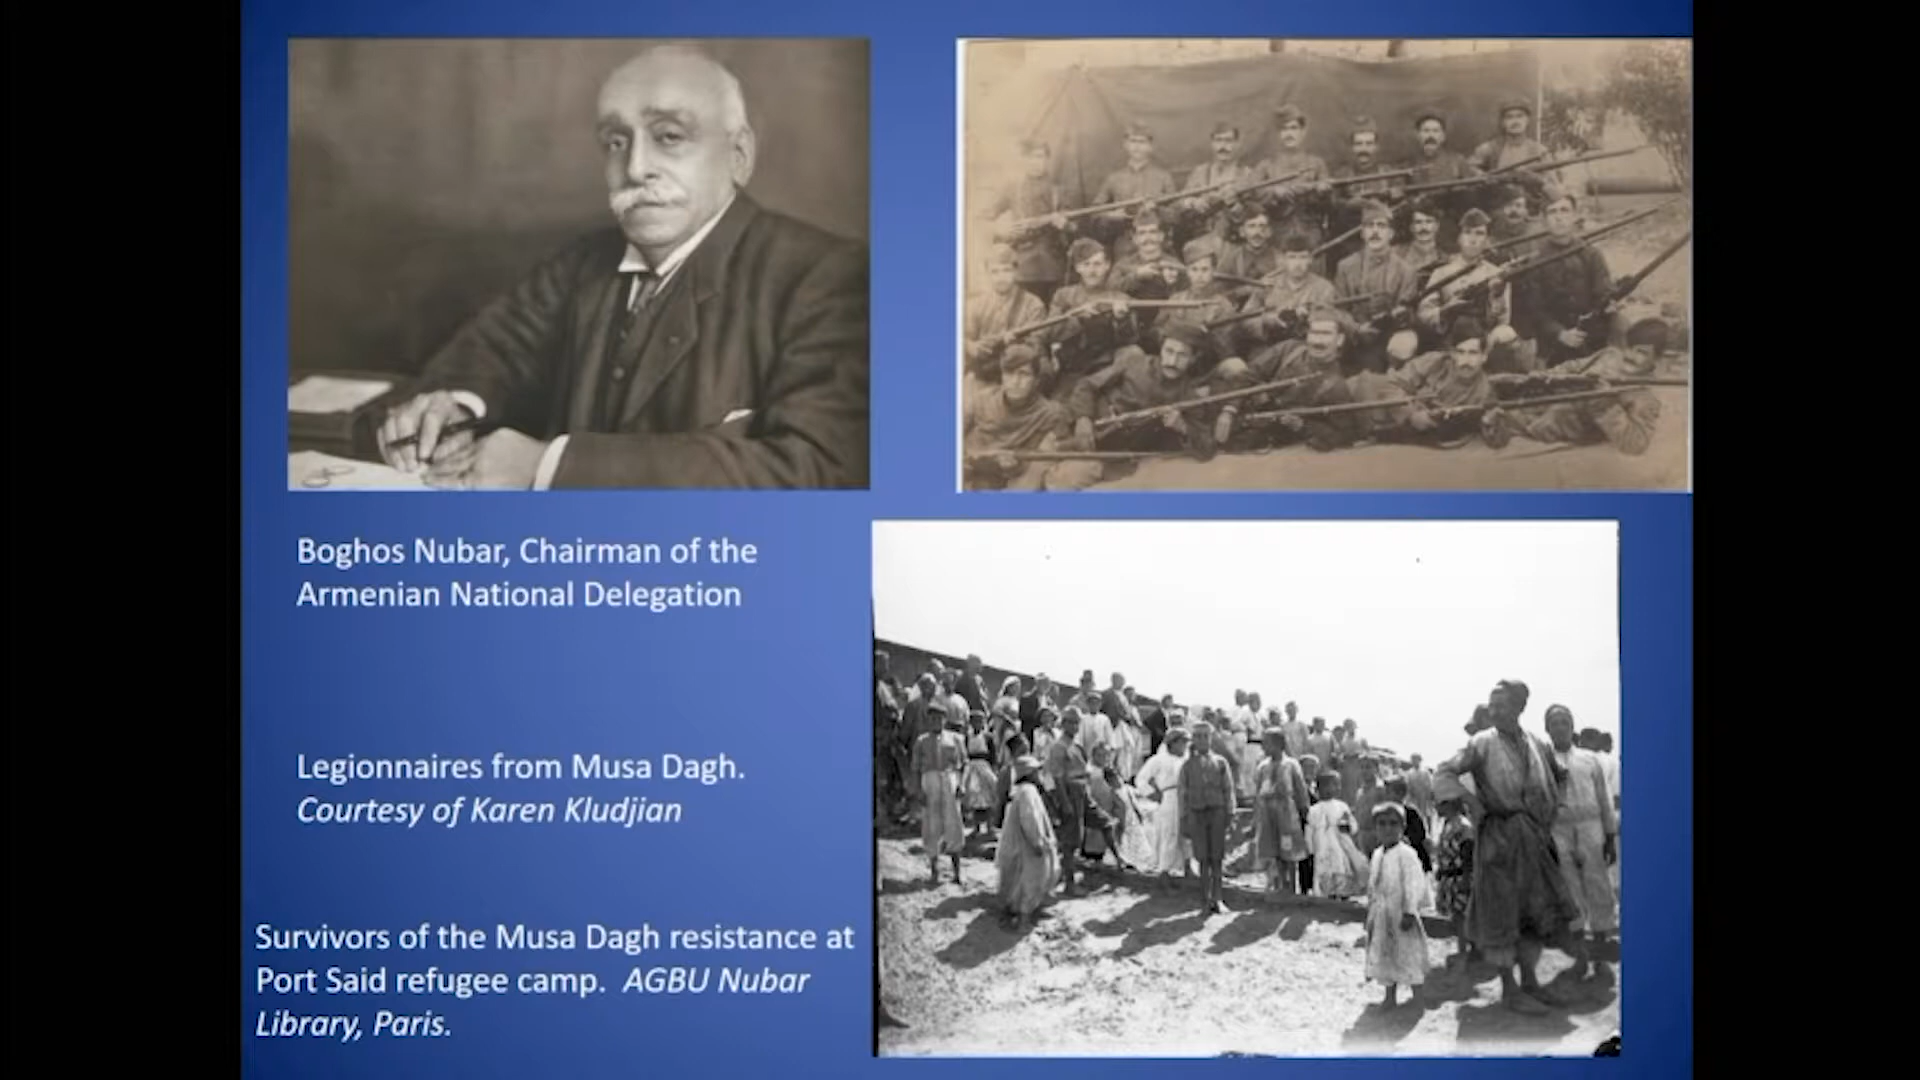 Boghos Nubar, Chairman of the
Armenian National Delegation
Legionnaires from Musa Dagh.
Courtesy of Karen Kludjian
Survivors of the Musa Dagh resistance at
Port Said refugee camp. AGBU Nubar
Library, Paris.